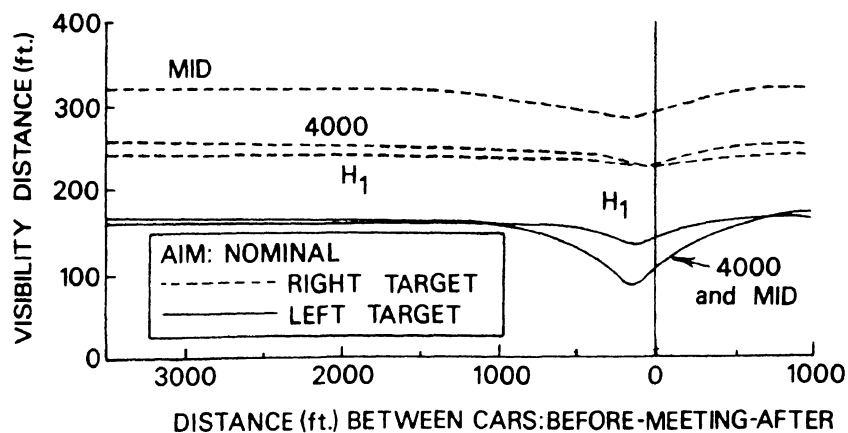 400
300
200
100
0
VISIBILITY DISTANCE (ft.)
MID
4000
H1
H1
AIM: NOMINAL
RIGHT TARGET
LEFT TARGET
4000
and MID
3000
2000
1000
0
1000
DISTANCE (ft.) BETWEEN CARS: BEFORE-MEETING-AFTER